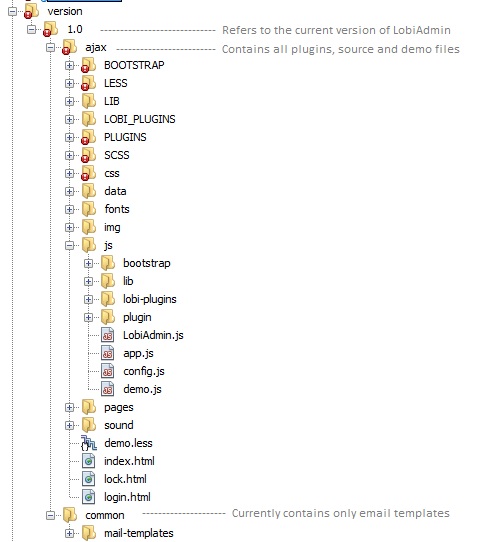 version
1.0 Refers to the current version of LobiAdmin
ajax Contains all plugins, source and demo files
BOOTSTRAP
LESS
LIB
LOBI_PLUGINS
PLUGINS
SCSS
css
data
fonts
img
js
bootstrap
lib
lobi-plugins
plugin
LobiAdmin.js
app.js
config.js
demo.js
pages
sound
demo.less
index.html
lock.html
login.html
common Currently contains only email templates
mail-templates